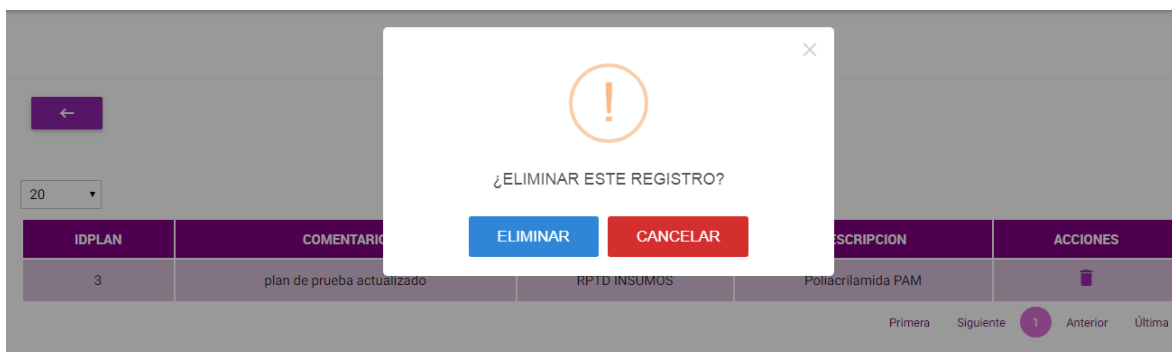 ¿ELIMINAR ESTE REGISTRO?
ELIMINAR CANCELAR
20
IDPLAN COMENTARIO ESCRIPCION ACCIONES
3 plan de prueba actualizado RPTD INSUMOS Poliacrilamida PAM
Primera Siguiente 1 Anterior Última